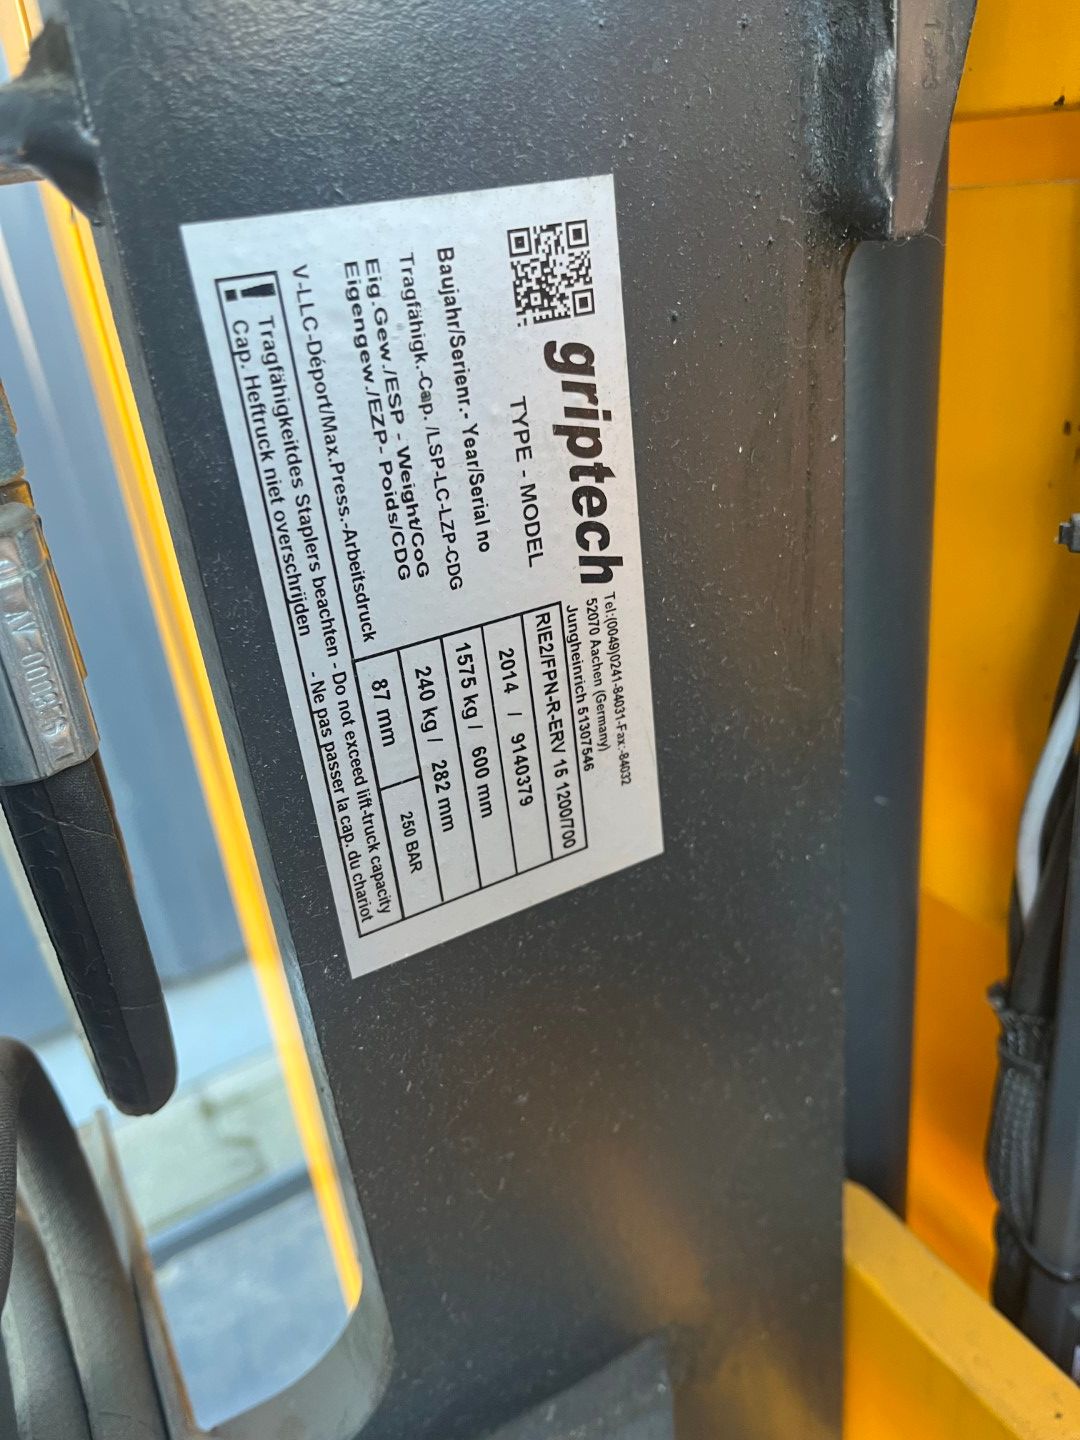 griptech
Tel:(0049)0241-84031-Fax:-84032
52070 Aachen (Germany)
Jungheinrich 51307546
TYPE - MODEL RIE2/FPN-R-ERV 15 1200/700
Baujahr/Serienr.- Year/Serial no 2014 / 9140379
Tragfähigk.-Cap. /LSP-LC-LZP-CDG 1575 kg / 600 mm
Eig.Gew./ESP - Weight/CoG 240 kg / 282 mm
Eigengew./EZP - Poids/CDG
V-LLC-Déport/Max.Press.-Arbeitsdruck 87 mm 250 BAR
Tragfähigkeitdes Staplers beachten - Do not exceed lift-truck capacity
Cap. Heftruck niet overschrijden - Ne pas passer la cap. du chariot